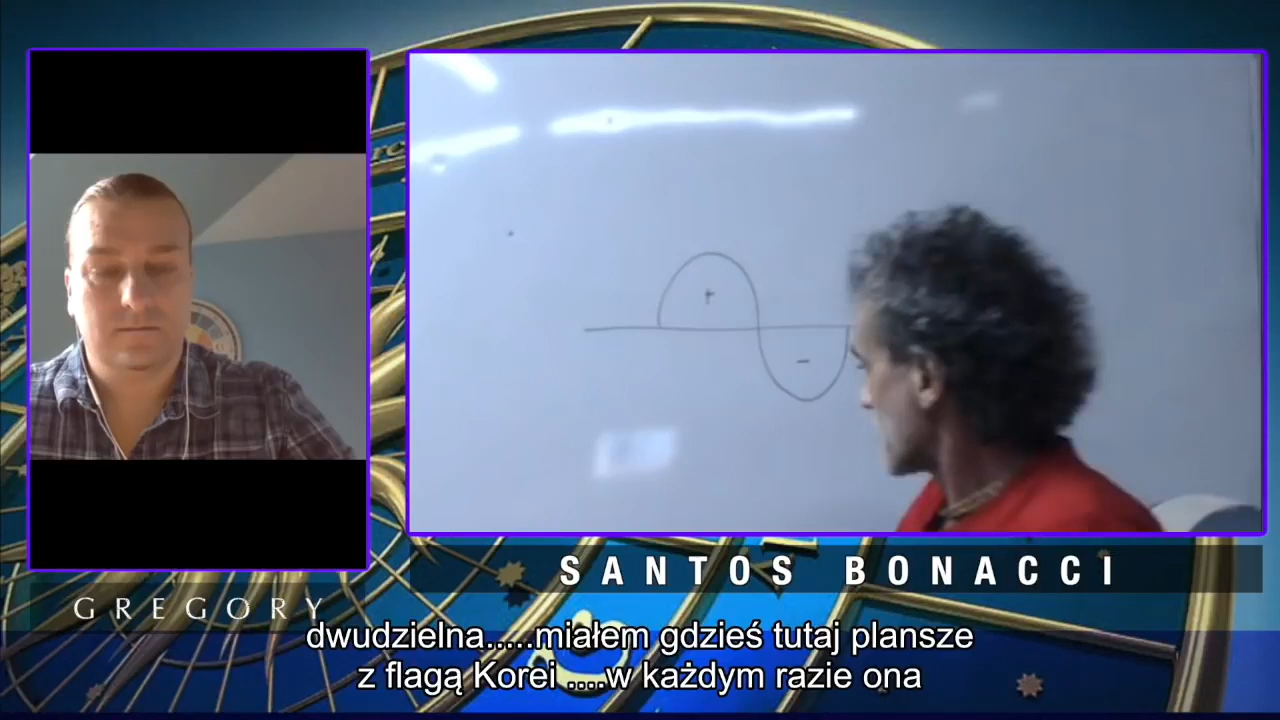 +
-
SANTOS BONACCI
GREGORY
dwudzielna.....miałem gdzieś tutaj plansze
z flagą Korei ....w każdym razie ona